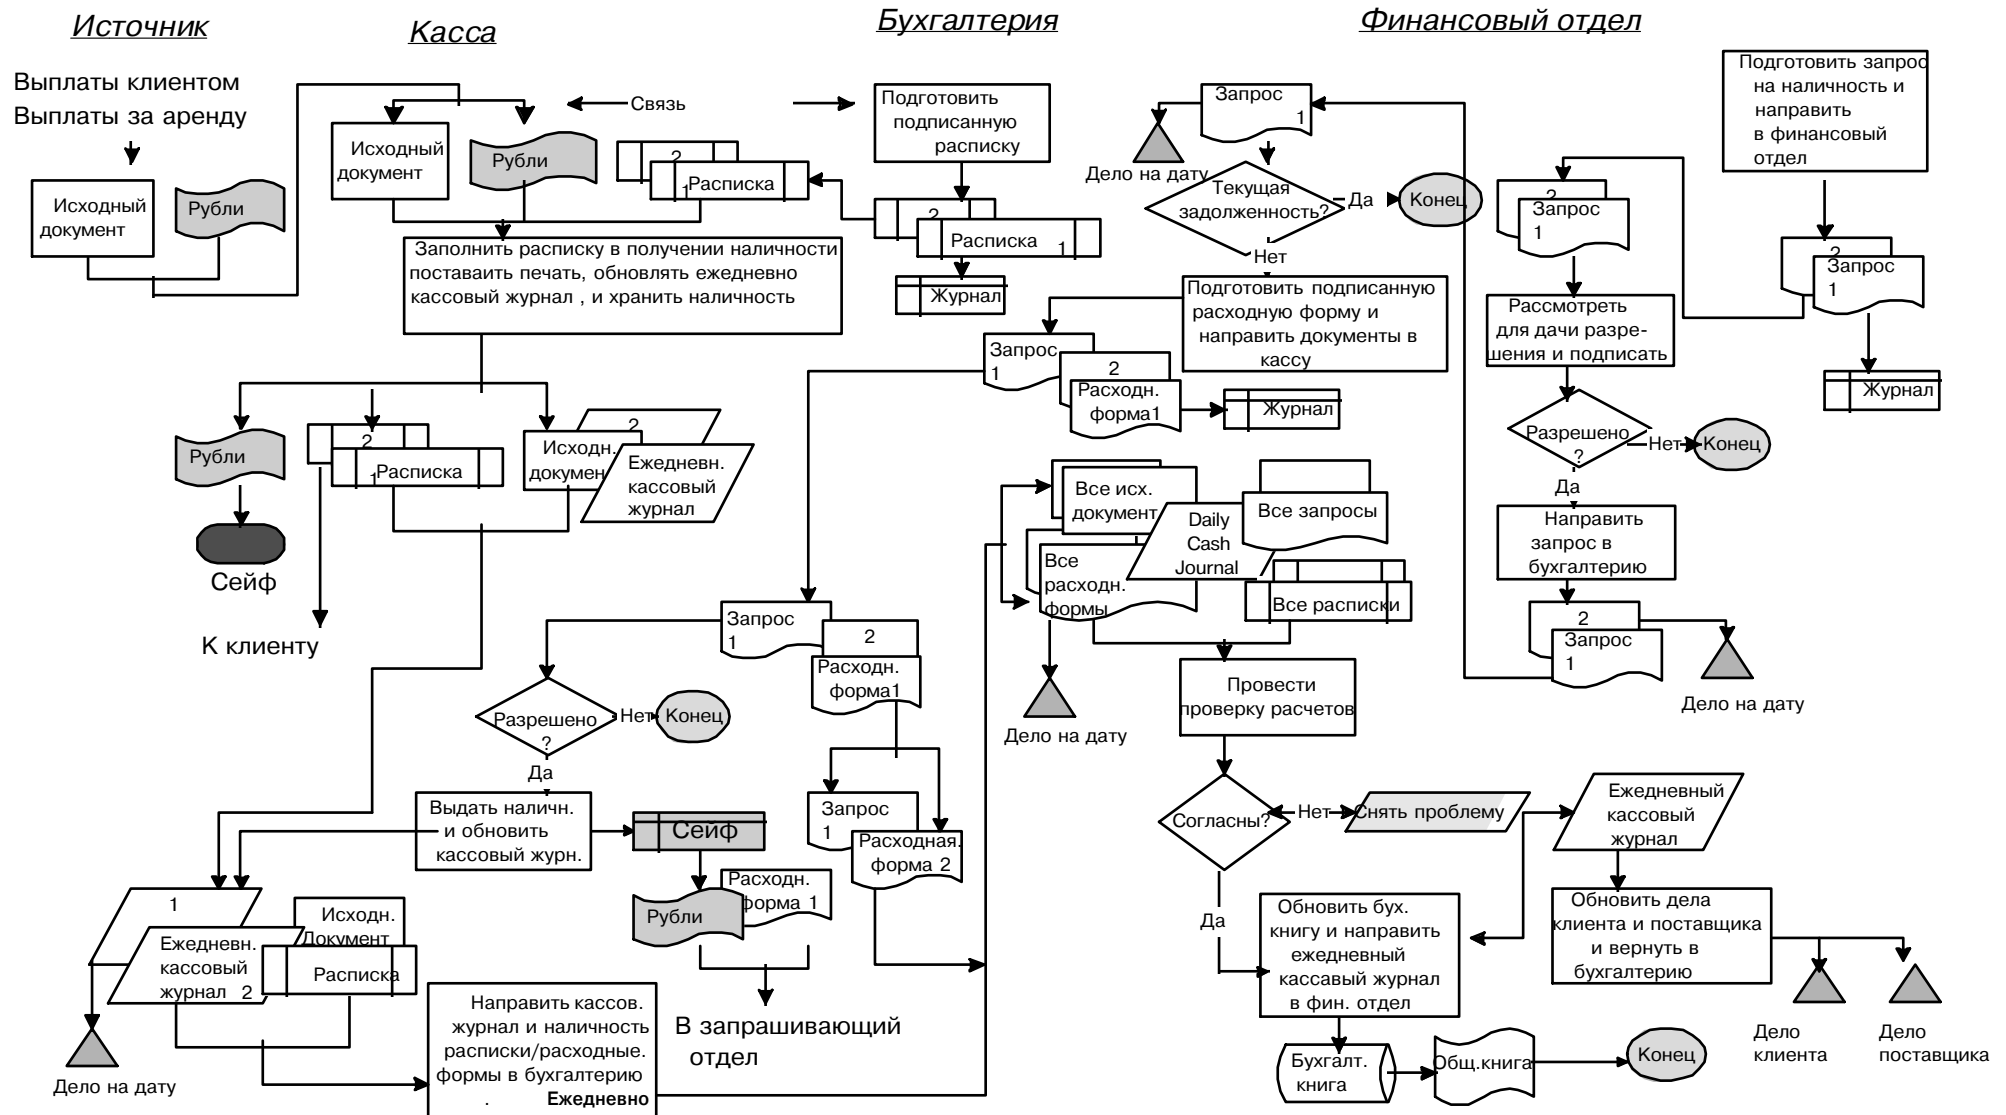 Источник
Касса
Бухгалтерия
Финансовый отдел
Выплаты клиентом
Выплаты за аренду
Исходный
документ
Рубли
Исходный
документ
Рубли
Связь
2
1
Расписка
Заполнить расписку в получении наличности
поставаить печать, обновлять ежедневно
кассовый журнал , и хранить наличность
Рубли
Сейф
2
1
Расписка
К клиенту
2
Исходн.
докумен
Ежедневн.
кассовый
журнал
Подготовить
подписанную
расписку
2
Расписка
1
Журнал
Запрос
1
Дело на дату
Текущая
задолженность?
Да
Конец
Нет
Подготовить подписанную
расходную форму и
направить документы в
кассу
Запрос
1
2
Расходн.
форма1
Журнал
Подготовить запрос
на наличность и
направить
в финансовый
отдел
2
Запрос
1
2
Запрос
1
Журнал
Рассмотреть
для дачи разре-
шения и подписать
Разрешено
?
Нет
Конец
Да
Направить
запрос в
бухгалтерию
2
Запрос
1
Дело на дату
Все исх.
документ
Daily
Cash
Journal
Все запросы
Все
расходн.
формы
Все расписки
Дело на дату
Провести
проверку расчетов
Согласны?
Нет
Снять проблему
Да
Ежедневный
кассовый
журнал
Обновить дела
клиента и поставщика
и вернуть в
бухгалтерию
Дело
клиента
Дело
поставщика
Обновить бух.
книгу и направить
ежедневный
кассавый журнал
в фин. отдел
Бухгалт.
книга
Общ.книга
Конец
Запрос
1
2
Расходн.
форма1
Разрешено
?
Нет
Конец
Да
Выдать наличн.
и обновить
кассовый журн.
Сейф
Запрос
1
Расходная.
форма 2
Рубли
Расходн.
форма 1
В запрашивающий
отдел
1
Ежедневн.
кассовый
журнал 2
Исходн.
Документ
Расписка
Дело на дату
Направить кассов.
журнал и наличность
расписки/расходные.
формы в бухгалтерию
. Ежедневно